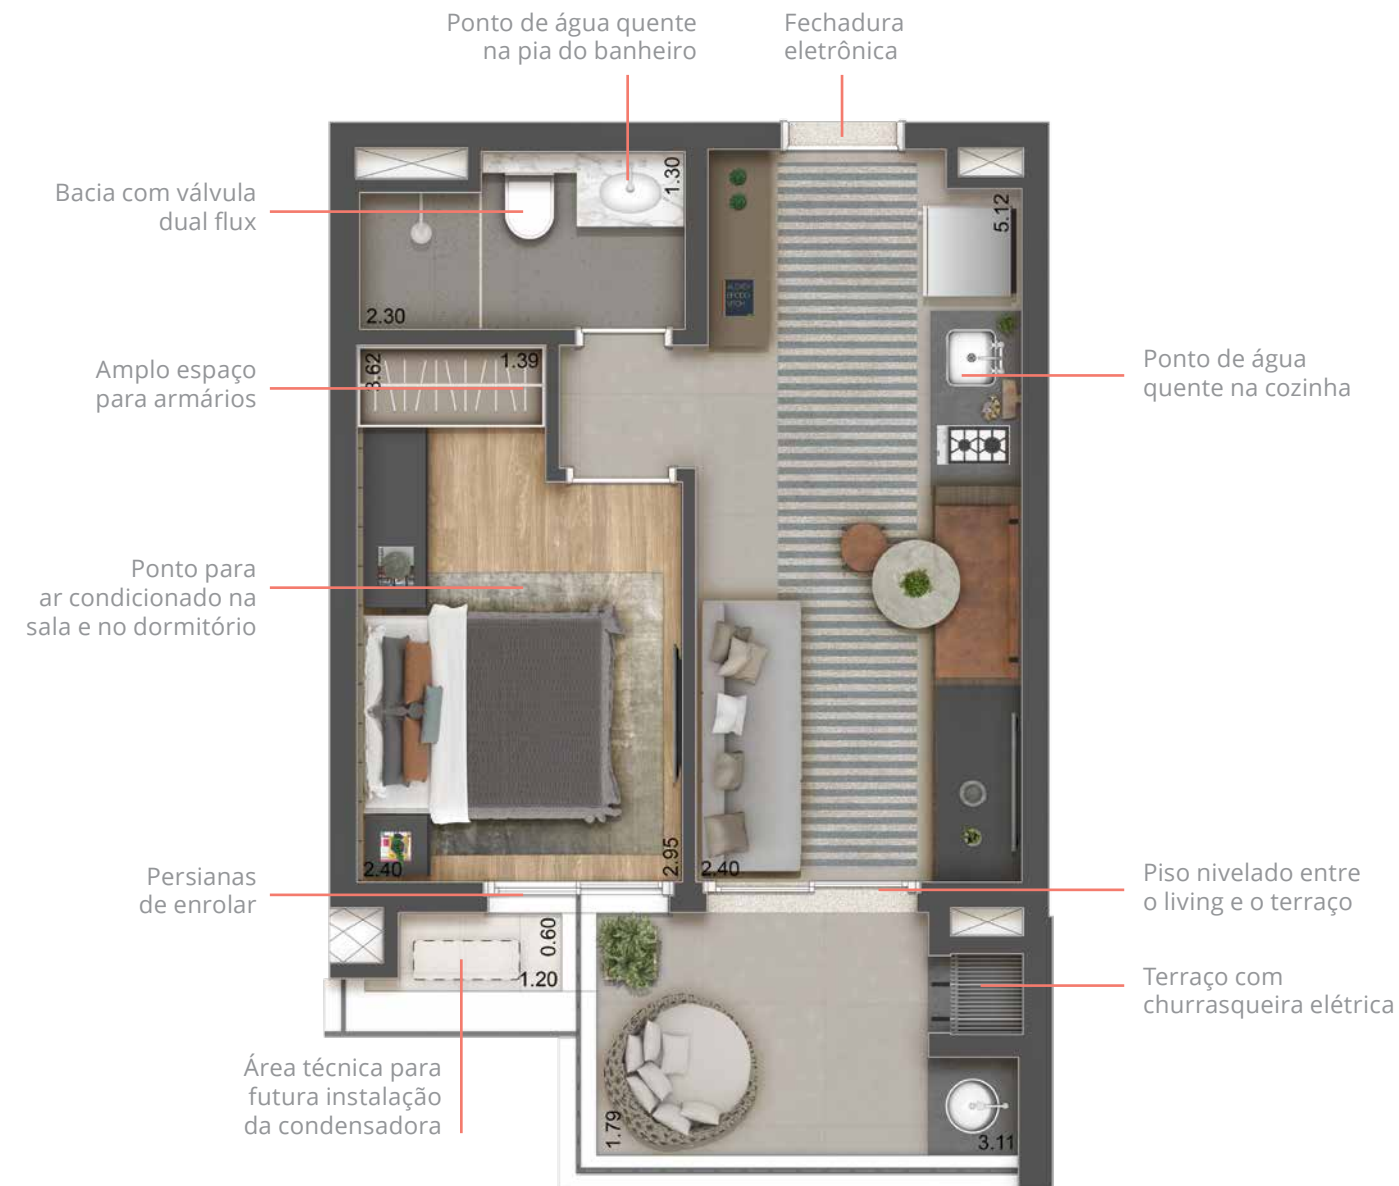 Ponto de água quente
na pia do banheiro
Fechadura
eletrônica
Bacia com válvula
dual flux
1.30
5.12
2.30
Amplo espaço
para armários
3.62
1.39
Ponto de água
quente na cozinha
Ponto para
ar condicionado na
sala e no dormitório
2.40
2.95
2.40
Persianas
de enrolar
Piso nivelado entre
o living e o terraço
0.60
1.20
Terraço com
churrasqueira elétrica
Área técnica para
futura instalação
da condensadora
1.79
3.11